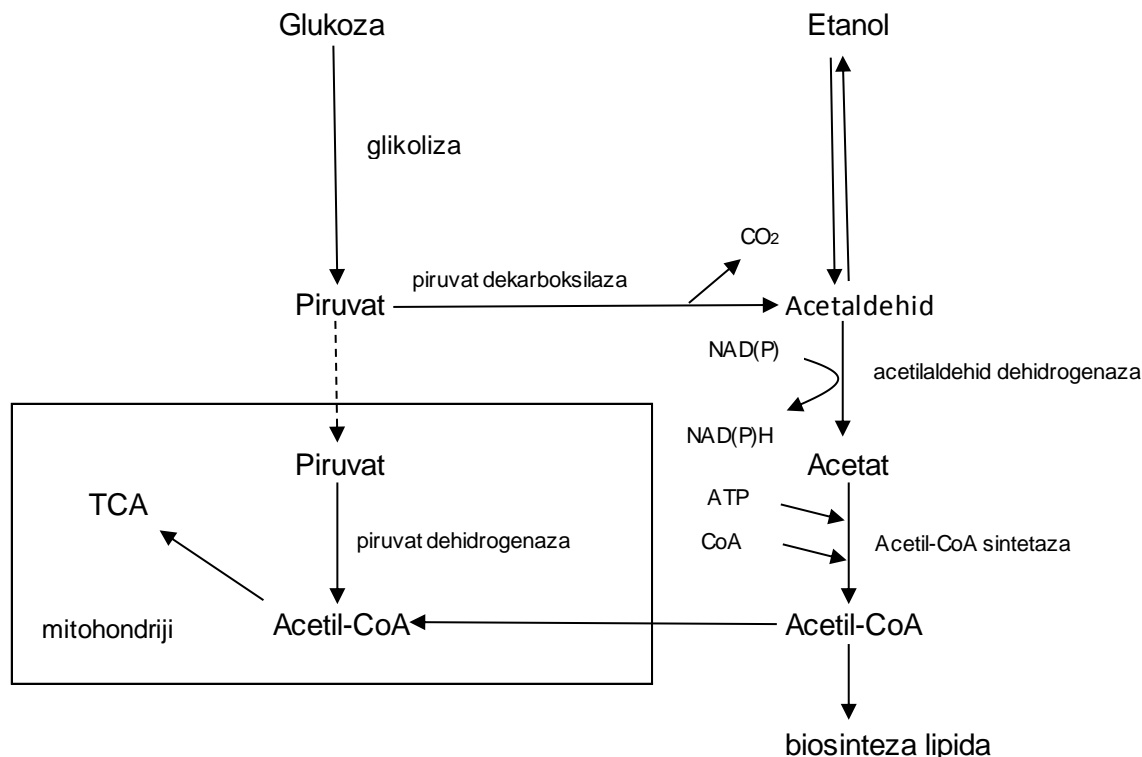 Glukoza
Etanol
glikoliza
CO₂
piruvat dekarboksilaza
Piruvat
Acetaldehid
NAD(P)
acetilaldehid dehidrogenaza
NAD(P)H
Piruvat
Acetat
TCA
ATP
piruvat dehidrogenaza
CoA
Acetil-CoA sintetaza
mitohondriji
Acetil-CoA
Acetil-CoA
biosinteza lipida